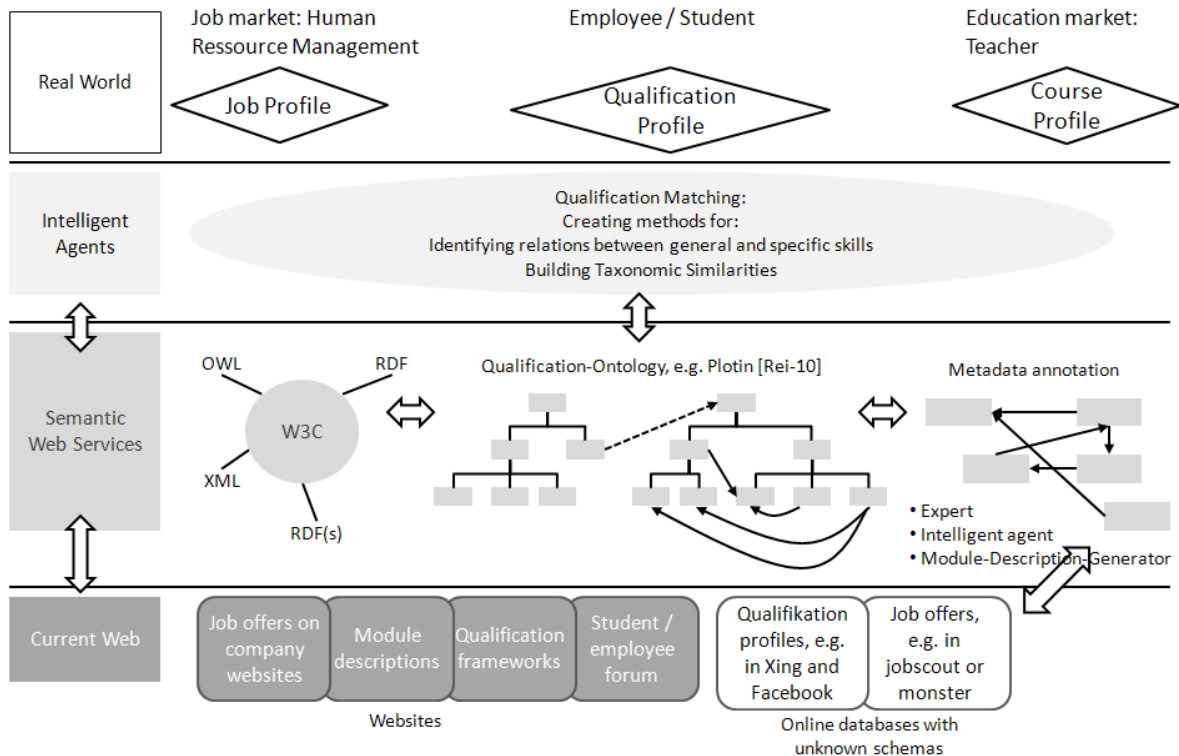 Real World
Job market: Human
Ressource Management
Job Profile
Employee / Student
Qualification
Profile
Education market:
Teacher
Course
Profile
Intelligent
Agents
Qualification Matching:
Creating methods for:
Identifying relations between general and specific skills
Building Taxonomic Similarities
Semantic
Web Services
OWL
RDF
W3C
XML
RDF(s)
Qualification-Ontology, e.g. Plotin [Rei-10]
Metadata annotation
• Expert
• Intelligent agent
• Module-Description-Generator
Current Web
Job offers on
company
websites
Module
descriptions
Qualification
frameworks
Student /
employee
forum
Websites
Qualifikation
profiles, e.g.
in Xing and
Facebook
Job offers,
e.g. in
jobscout or
monster
Online databases with
unknown schemas